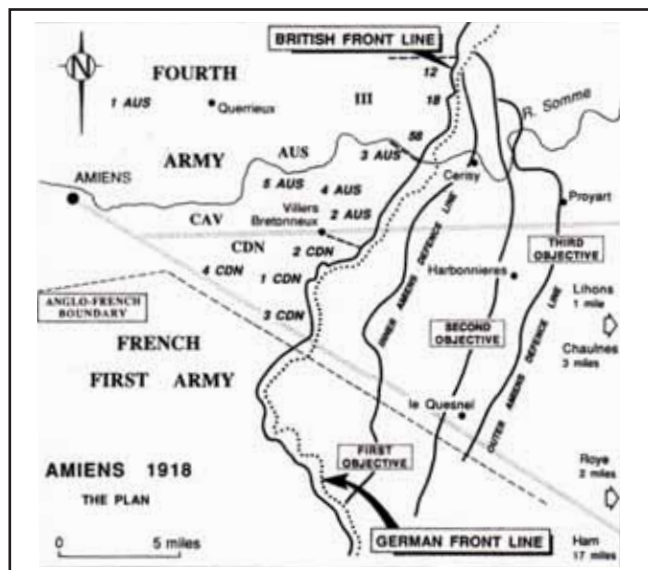 BRITISH FRONT LINE
N
FOURTH
12
1 AUS
Querrieux
III
18
R. Somme
58
ARMY
AUS
3 AUS
AMIENS
5 AUS
4 AUS
Cerisy
Proyart
CAV
Villers
Bretonneux
2 AUS
CDN
2 CDN
THIRD
OBJECTIVE
4 CDN
1 CDN
Harbonnieres
INNER AMIENS DEFENCE LINE
Lihons
1 mile
ANGLO-FRENCH
BOUNDARY
3 CDN
SECOND
OBJECTIVE
Chaulnes
3 miles
FRENCH
FIRST ARMY
OUTER AMIENS DEFENCE LINE
le Quesnel
FIRST
OBJECTIVE
Roye
2 miles
AMIENS 1918
THE PLAN
0
5 miles
GERMAN FRONT LINE
Ham
17 miles